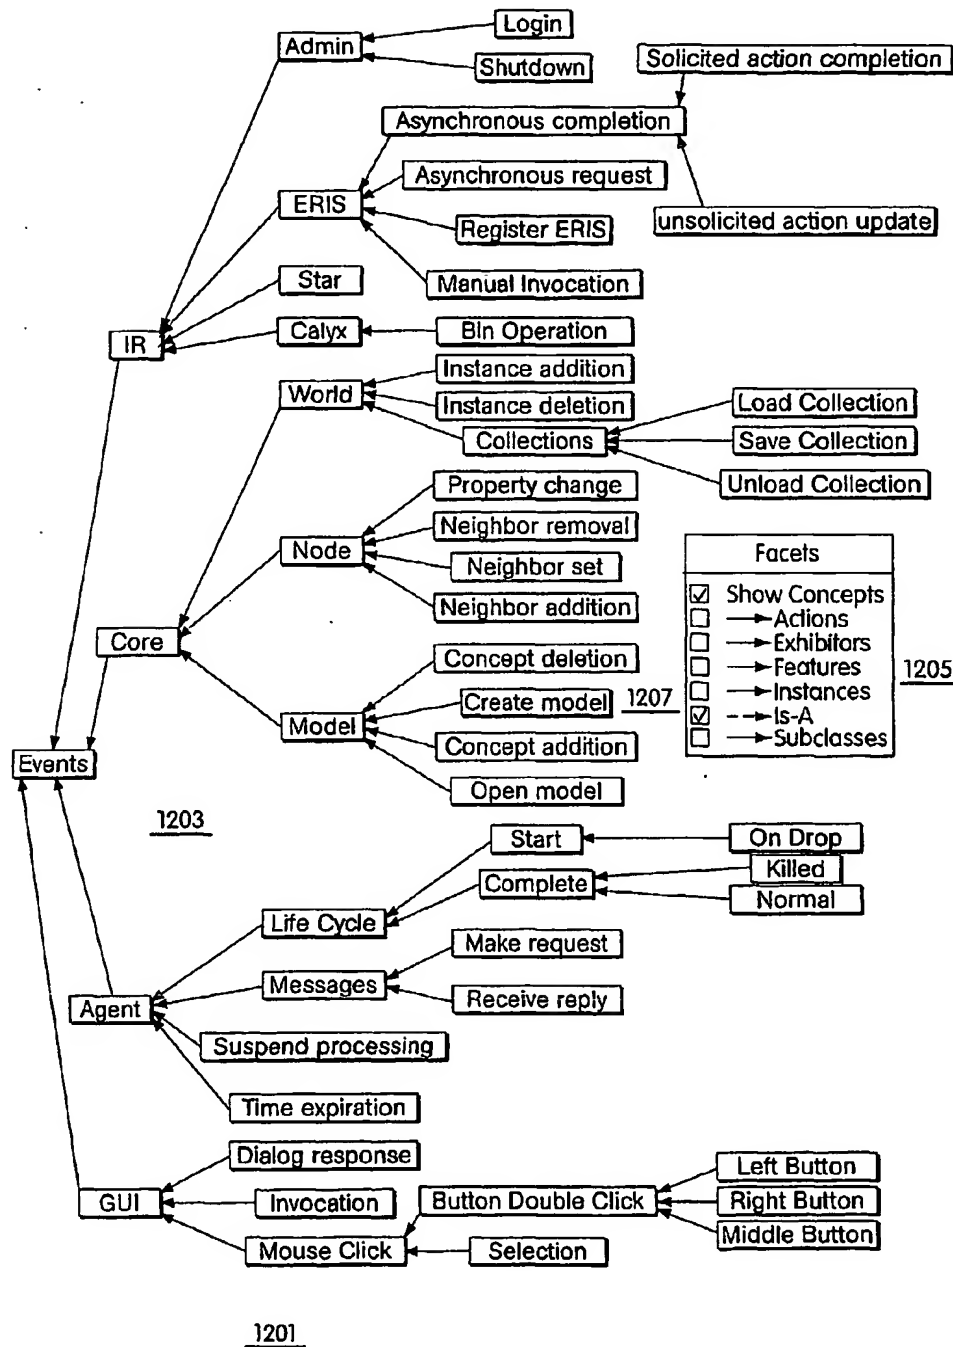 Login
Admin
Shutdown
Solicited action completion
Asynchronous completion
Asynchronous request
ERIS
unsolicited action update
Register ERIS
Star
Manual Invocation
IR
Calyx
Bin Operation
Instance addition
World
Instance deletion
Load Collection
Collections
Save Collection
Property change
Unload Collection
Neighbor removal
Node
Neighbor set
Neighbor addition
Facets
Show Concepts
Actions
Exhibitors
Features
Instances
Is-A
Subclasses
1205
Core
Concept deletion
Create model
1207
Model
Concept addition
Events
Open model
1203
Start
On Drop
Killed
Complete
Normal
Life Cycle
Make request
Messages
Receive reply
Agent
Suspend processing
Time expiration
Dialog response
Left Button
GUI
Invocation
Button Double Click
Right Button
Middle Button
Mouse Click
Selection
1201